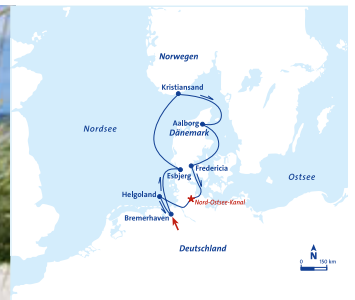 Norwegen
Kristiansand
Aalborg
Dänemark
Nordsee
Fredericia
Esbjerg
Ostsee
Helgoland
Nord-Ostsee-Kanal
Bremerhaven
Deutschland
N
0 150 km